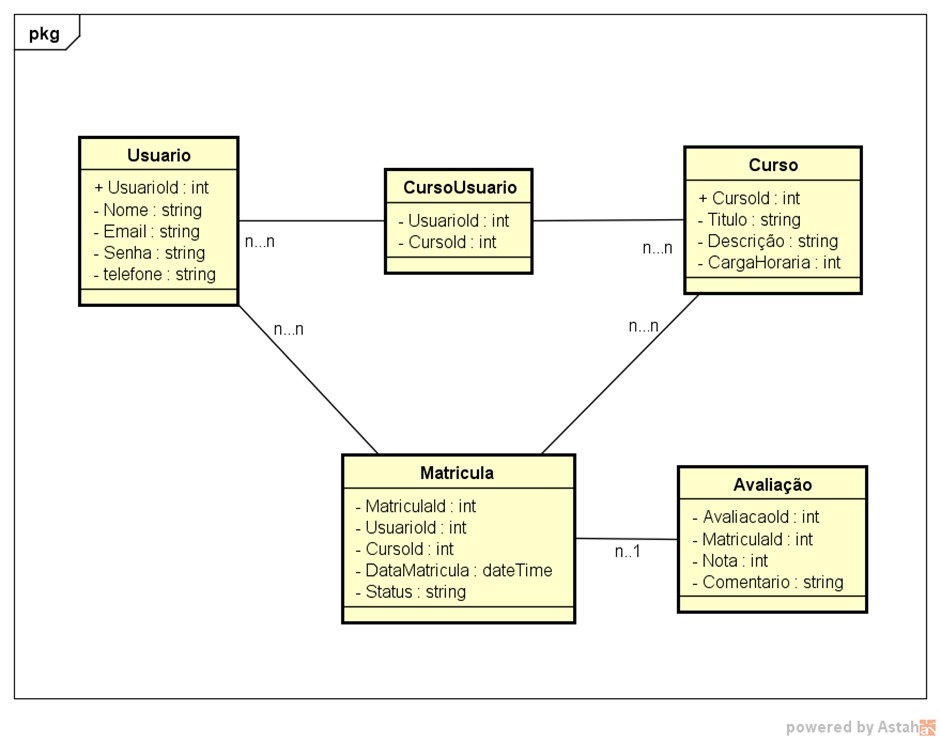 pkg
Usuario
+ UsuarioId : int
- Nome : string
- Email : string
- Senha : string
- telefone : string
n...n
CursoUsuario
- UsuarioId : int
- CursoId : int
n...n
Curso
+ CursoId : int
- Titulo : string
- Descrição : string
- CargaHoraria : int
n...n
n...n
Matricula
- MatriculaId : int
- UsuarioId : int
- CursoId : int
- DataMatricula : dateTime
- Status : string
n..1
Avaliação
- AvaliacaoId : int
- MatriculaId : int
- Nota : int
- Comentario : string
powered by Astah